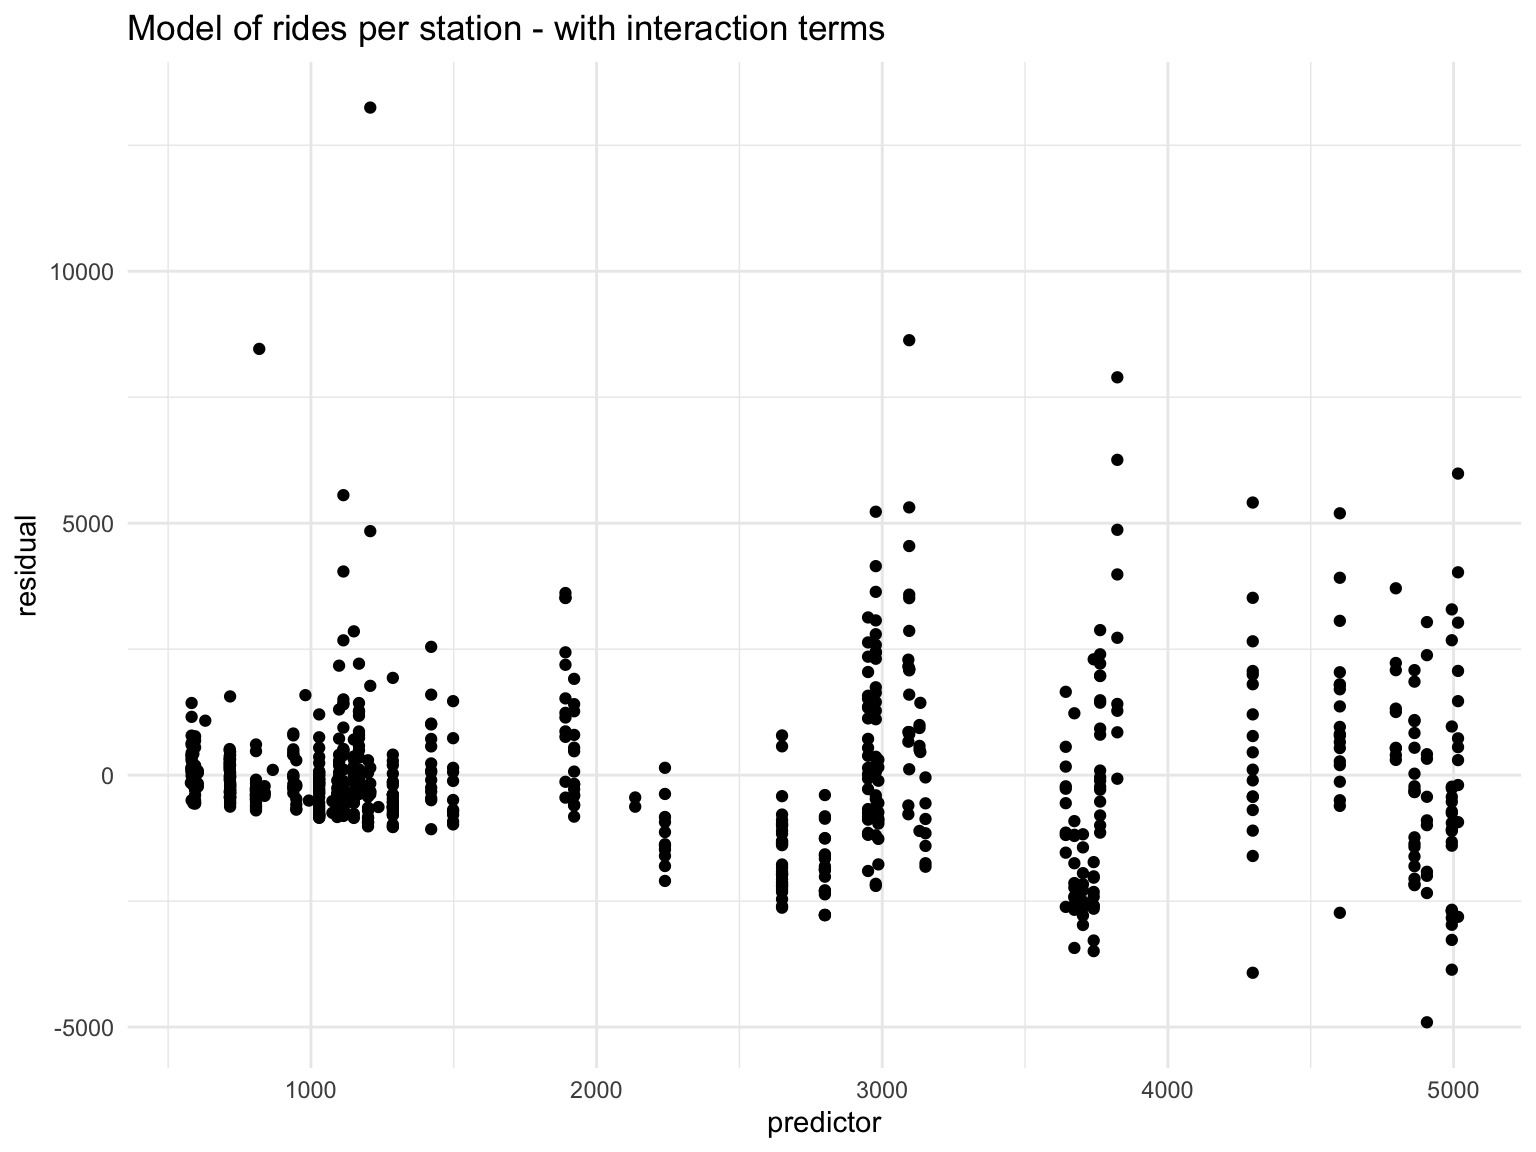 Model of rides per station - with interaction terms
residual
10000
5000
0
-5000
1000 2000 3000 4000 5000
predictor